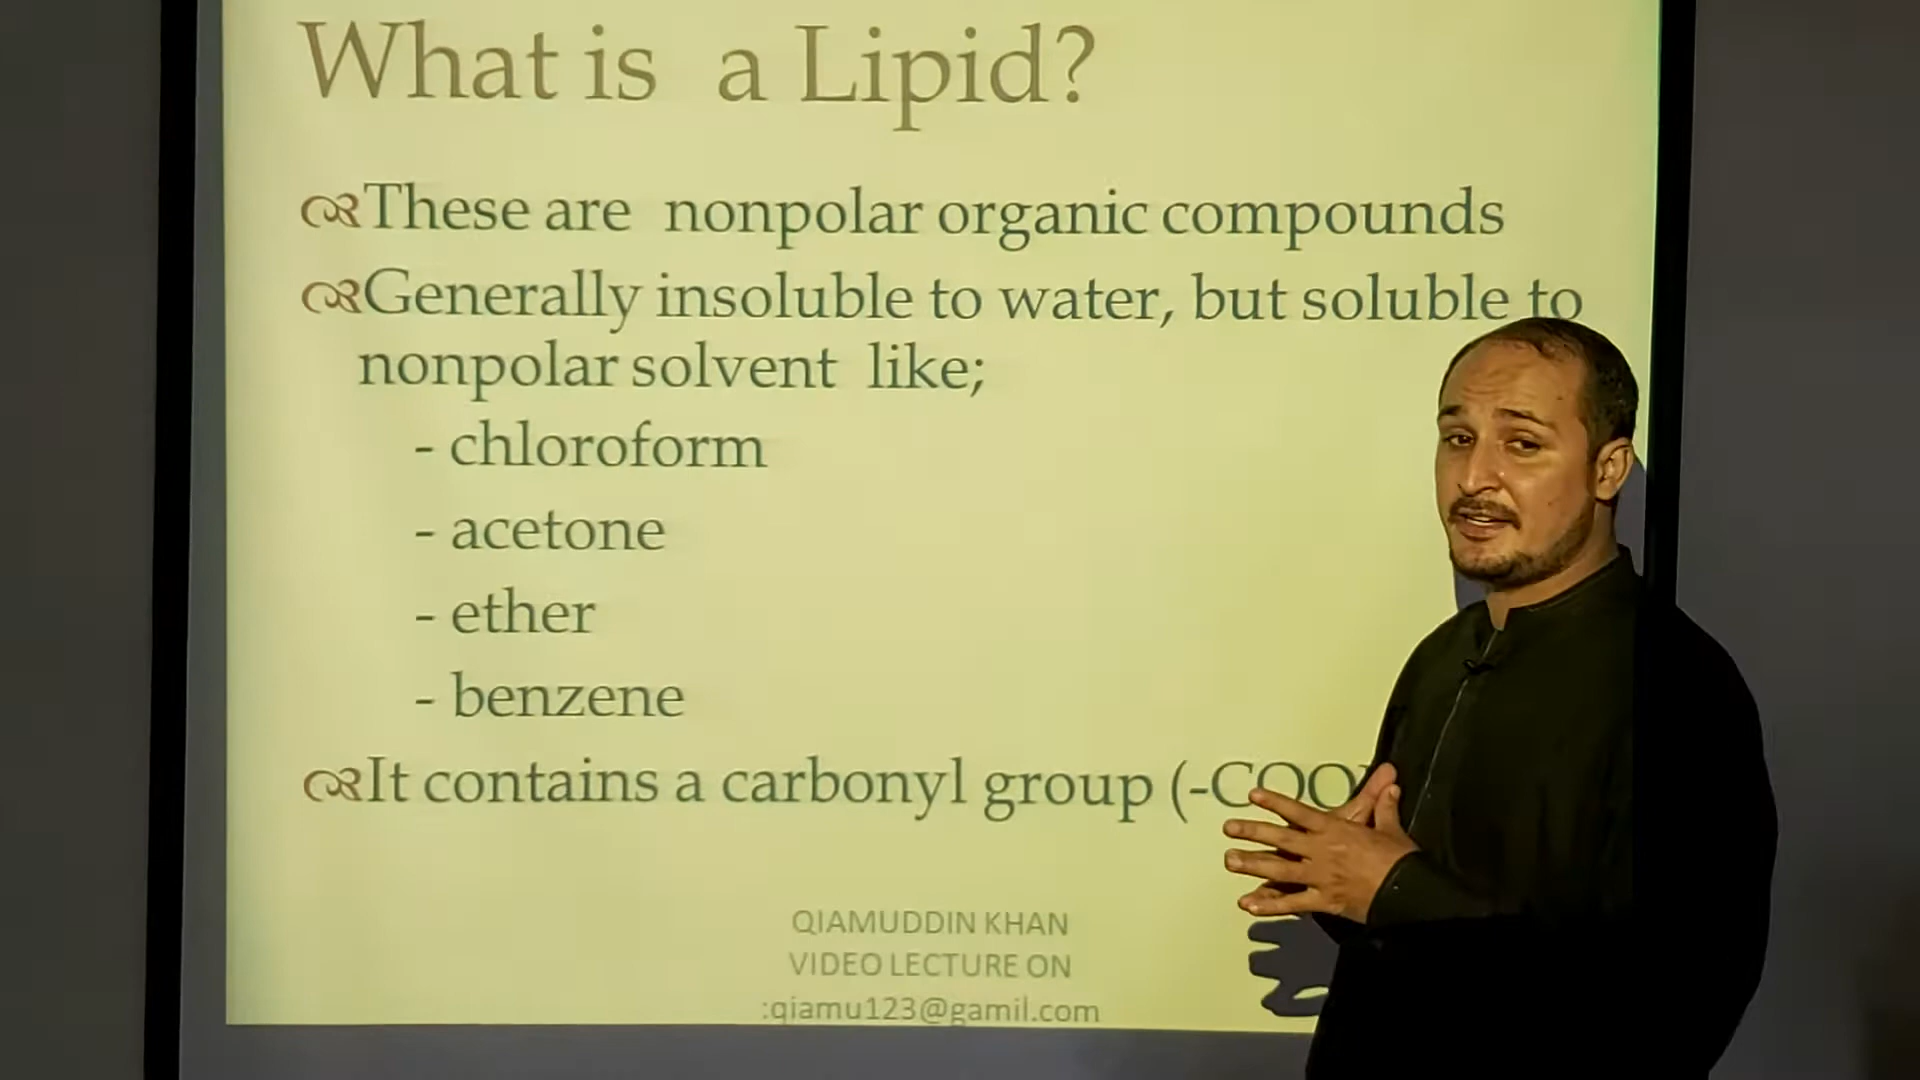 What is a Lipid?
These are nonpolar organic compounds
Generally insoluble to water, but soluble to
nonpolar solvent like;
- chloroform
- acetone
- ether
- benzene
It contains a carbonyl group (-COO
QIAMUDDIN KHAN
VIDEO LECTURE ON
:qiamu123@gamil.com